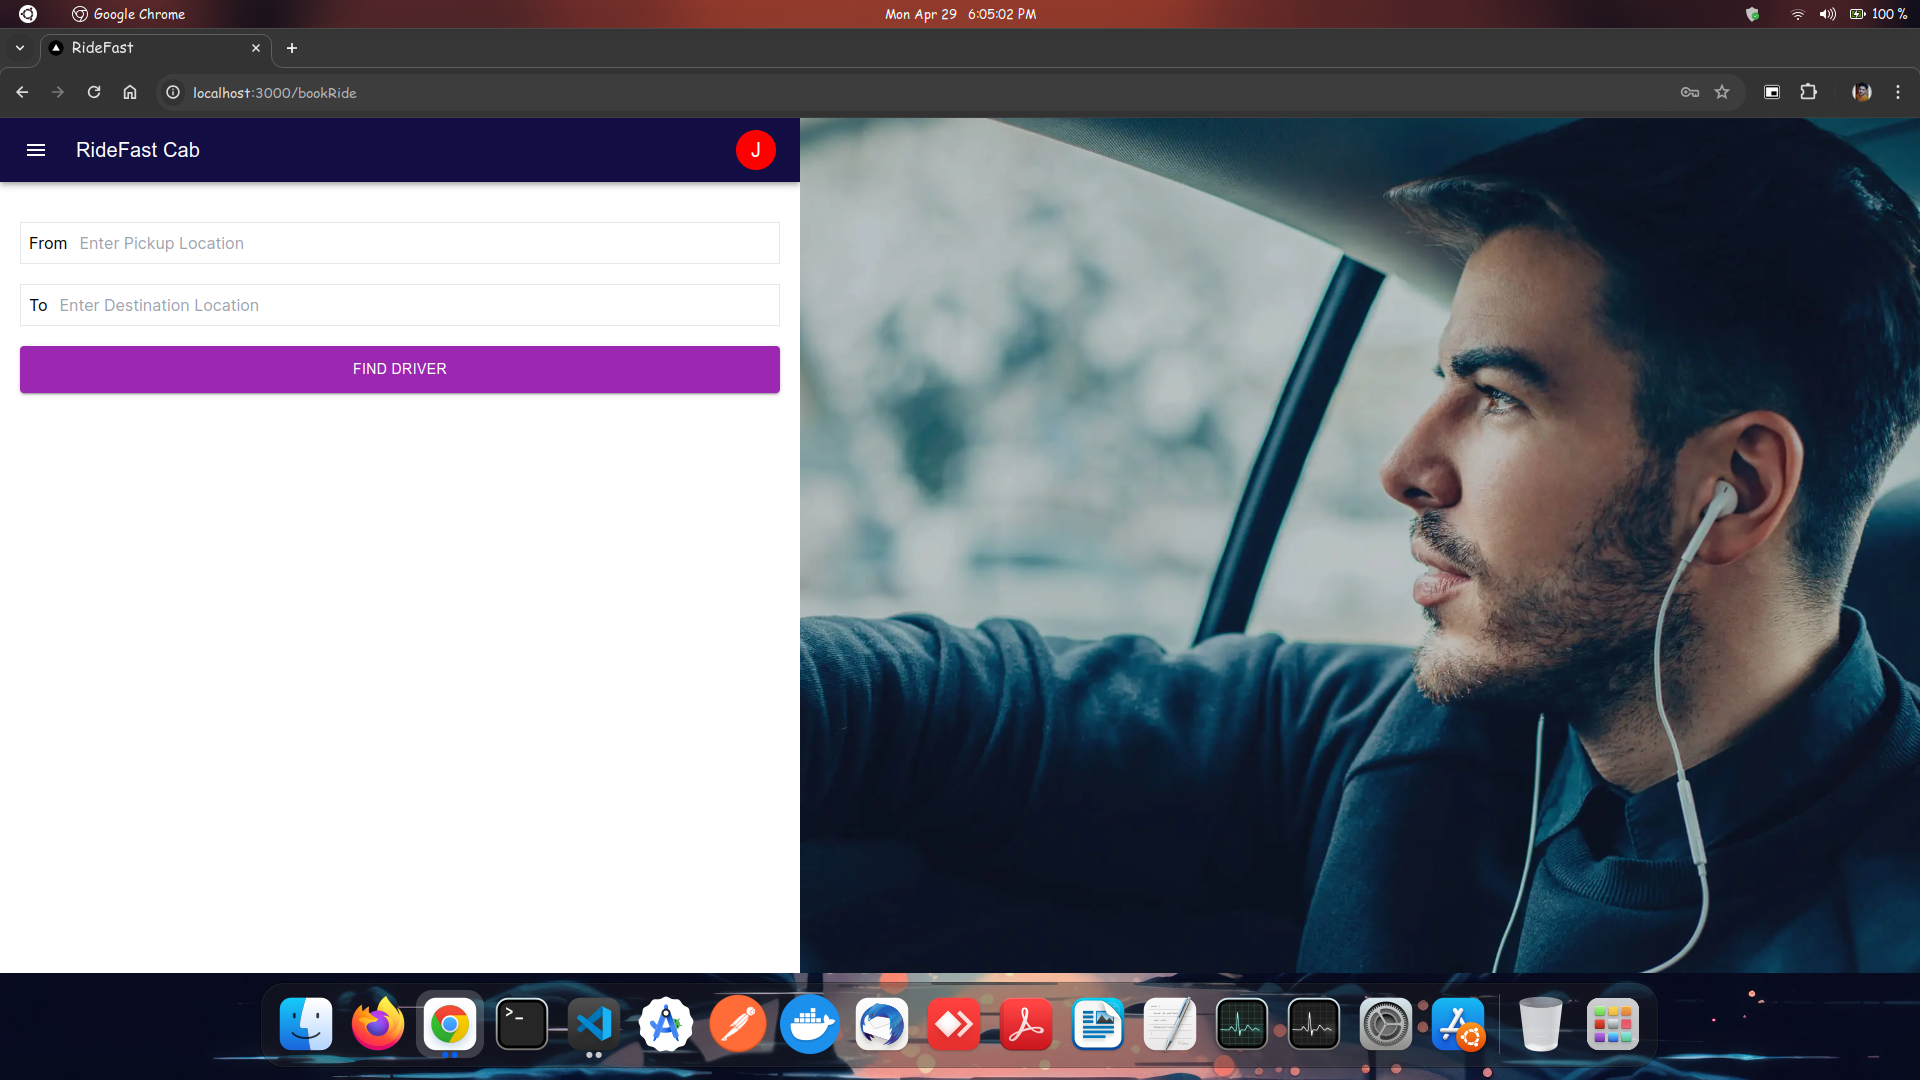 Google Chrome
Mon Apr 29 6:05:02 PM
100 %
RideFast
localhost:3000/bookRide
RideFast Cab
J
From Enter Pickup Location
To Enter Destination Location
FIND DRIVER
>_